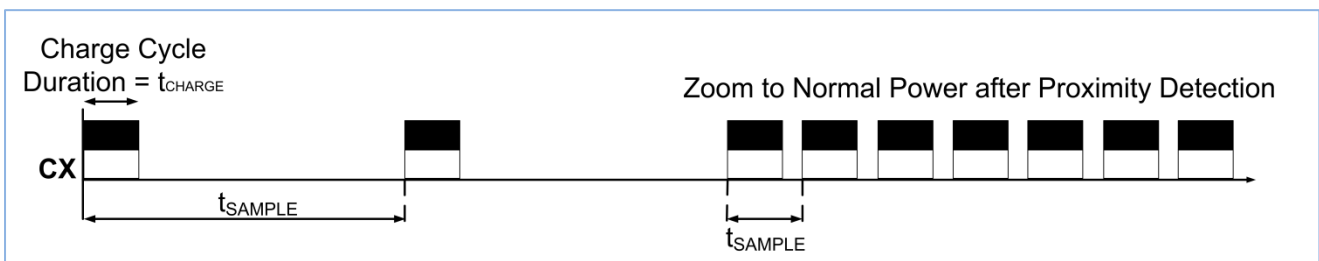 Charge Cycle
Duration = tCHARGE
Zoom to Normal Power after Proximity Detection
CX
tSAMPLE
tSAMPLE